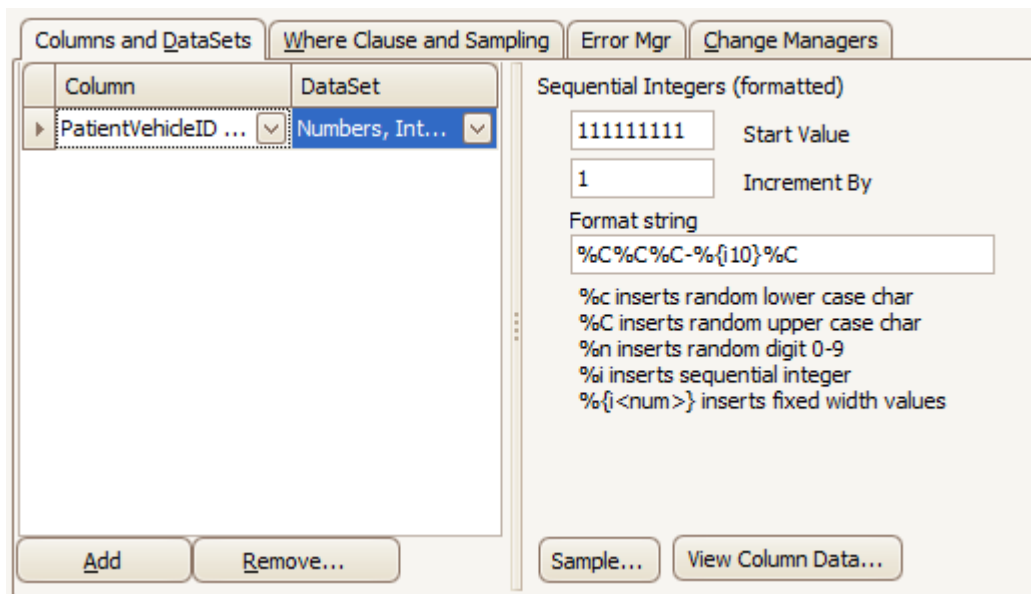 Columns and DataSets Where Clause and Sampling Error Mgr Change Managers
Column DataSet
PatientVehicleID ... Numbers, Int...
Sequential Integers (formatted)
111111111 Start Value
1 Increment By
Format string
%C%C%C-%{i10}%C
%c inserts random lower case char
%C inserts random upper case char
%n inserts random digit 0-9
%i inserts sequential integer
%{i<num>} inserts fixed width values
Add Remove... Sample... View Column Data...